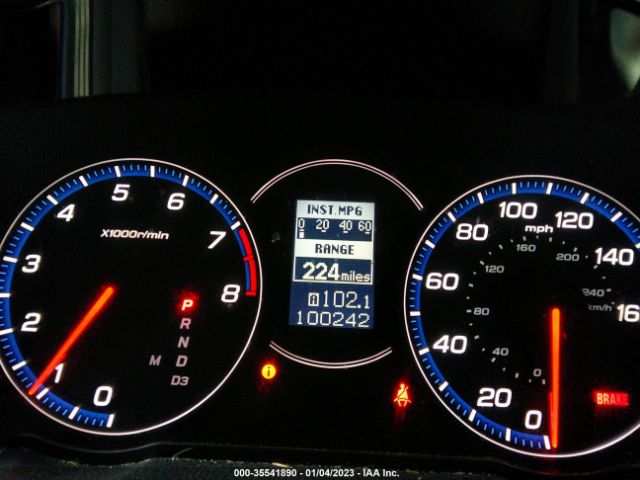 INST.MPG
0 20 40 60
RANGE
224 miles
102.1
100242
0
1
2
3
4
5
6
7
8
X1000r/min
P
R
N
M D
D3
0
20
40
60
80
100
120
140
16
mph
0
40
80
120
160
200
240
km/h
BRAKE
000-35541890 - 01/04/2023 - IAA Inc.